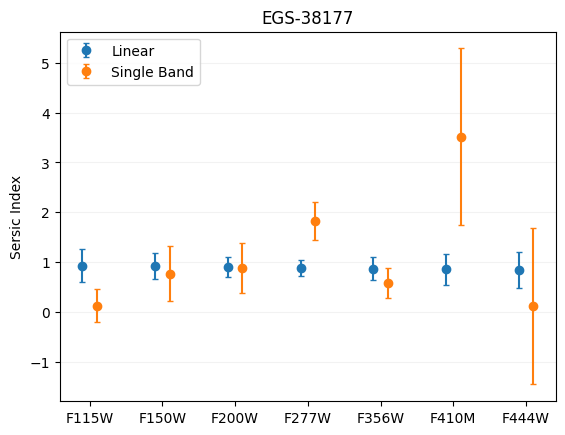 EGS-38177
Linear
Single Band
Sersic Index
5
4
3
2
1
0
−1
F115W F150W F200W F277W F356W F410M F444W